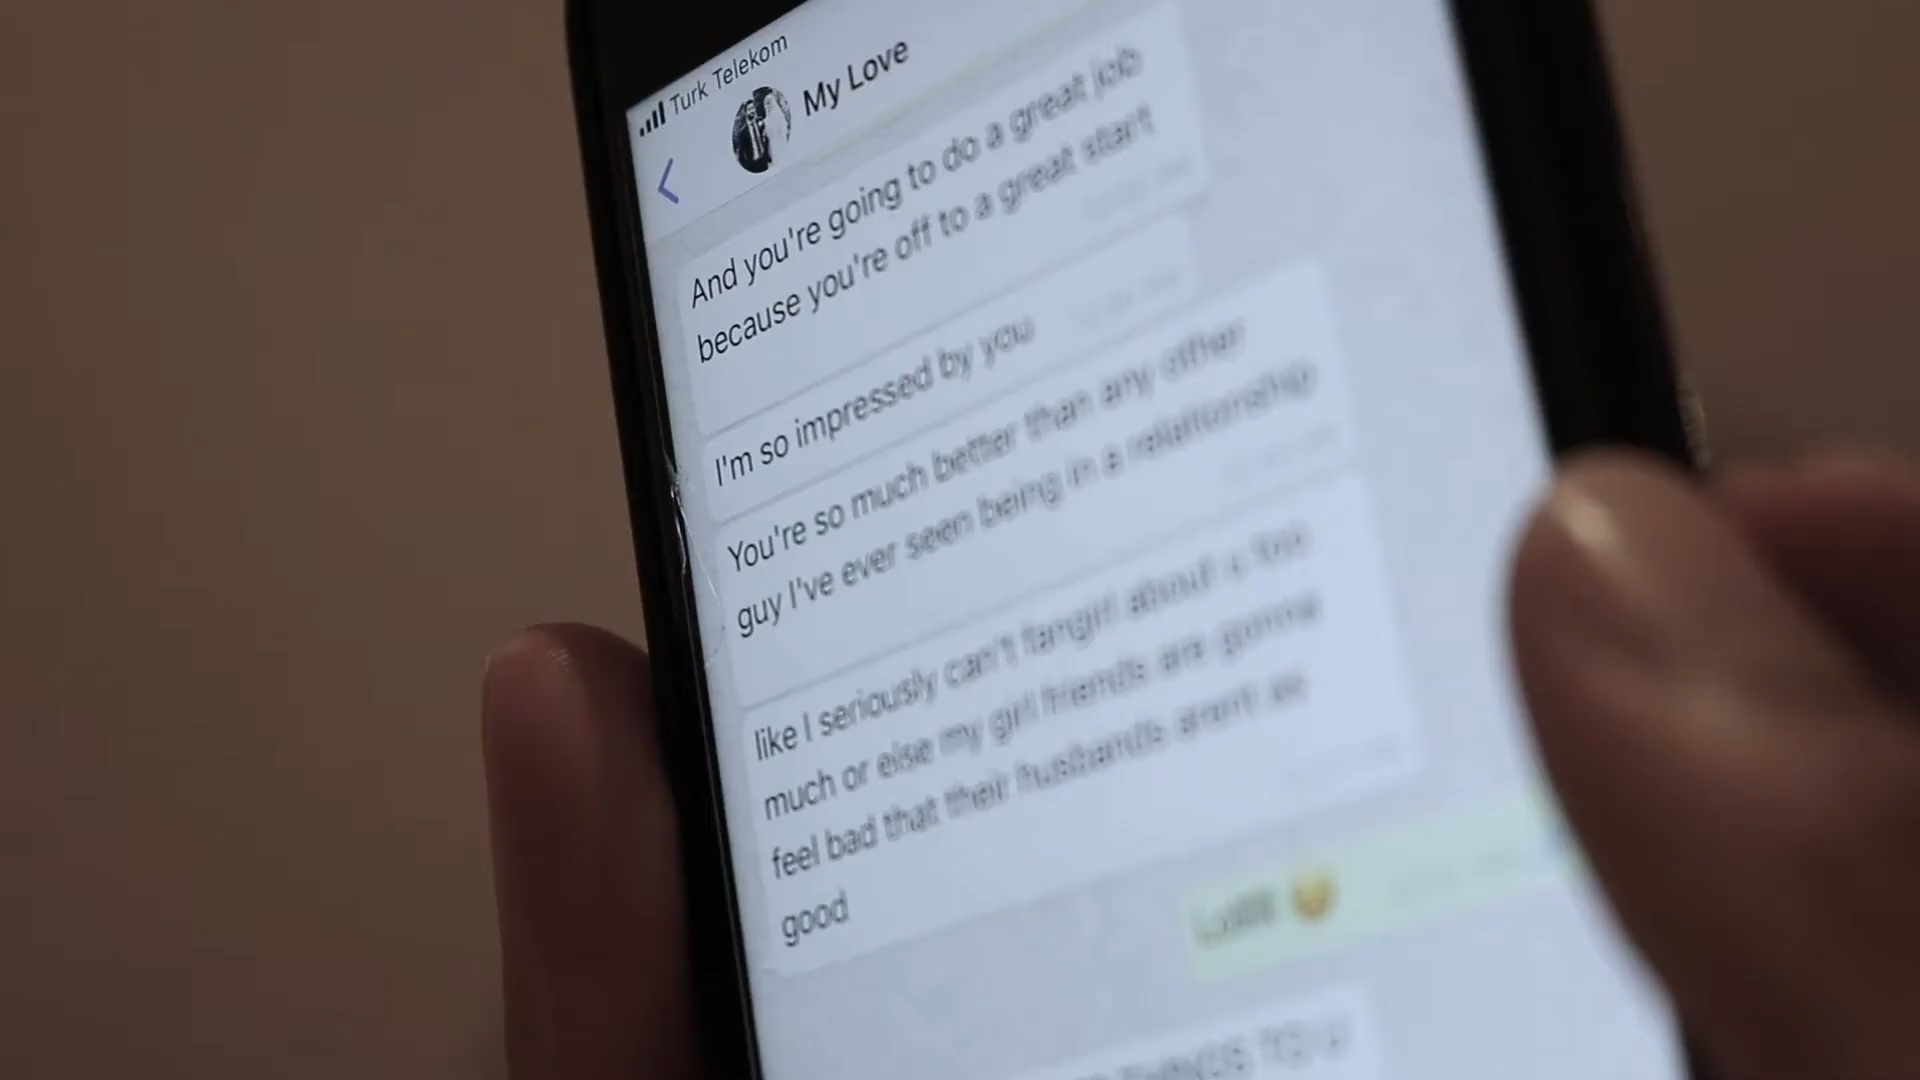 Turk Telekom
My Love
And you're going to do a great job
because you're off to a great start
I'm so impressed by you
You're so much better than any other
guy I've ever seen being in a relationship
like I seriously can't fangirl about u too
much or else my girl friends are gonna
feel bad that their husbands arent as
good
TO U